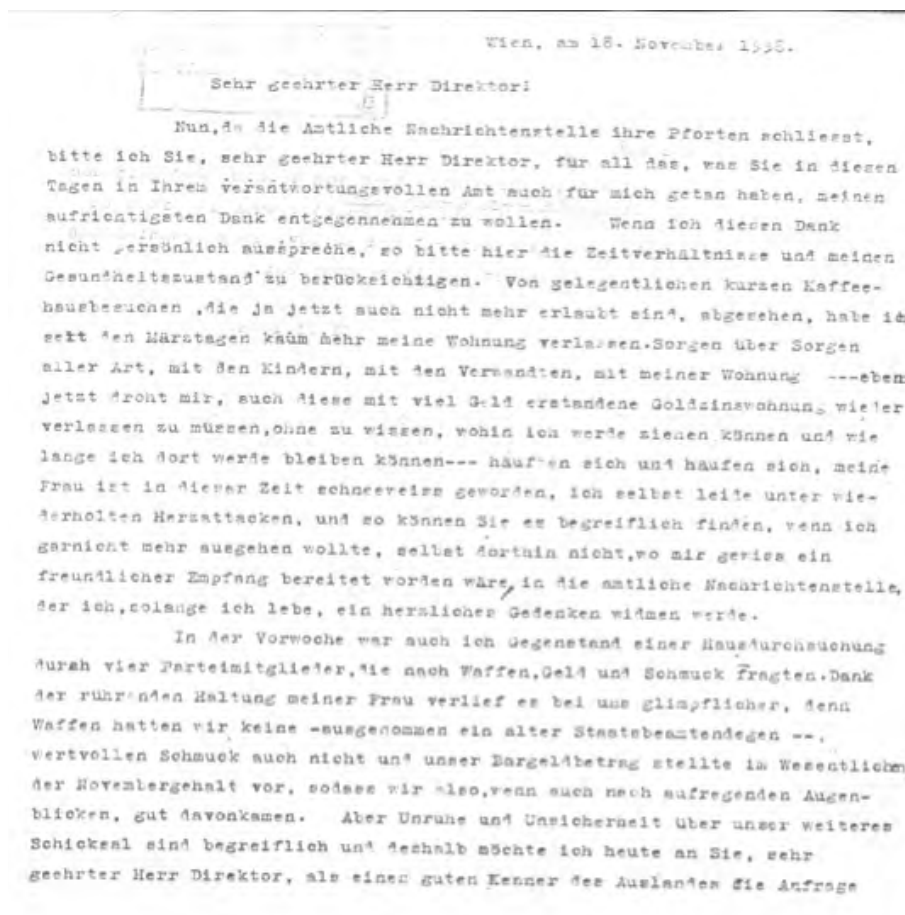 Wien, am 18. November 1938.
Sehr geehrter Herr Direktor!
Nun,da die Amtliche Nachrichtenstelle ihre Pforten schliesst,
bitte ich Sie, sehr geehrter Herr Direktor, für all das, was Sie in diesen
Tagen in Ihrem verantwortungsvollen Amt auch für mich getan haben, meinen
aufrichtigsten Dank entgegennehmen zu wollen. Wenn ich diesen Dank
nicht persönlich ausspreche, so bitte hier die Zeitverhältnisse und meinen
Gesundheitszustand zu berücksichtigen. Von gelegentlichen kurzen Kaffee-
hausbesuchen ,die ja jetzt auch nicht mehr erlaubt sind, abgesehen, habe ich
seit den Märztagen kaum mehr meine Wohnung verlassen.Sorgen über Sorgen
aller Art, mit den Kindern, mit den Verwandten, mit meiner Wohnung ---eben
jetzt droht mir, auch diese mit viel Geld erstandene Goldzinswohnung wieder
verlassen zu müssen,ohne zu wissen, wohin ich werde ziehen können und wie
lange ich dort werde bleiben können--- häuften sich und häufen sich, meine
Frau ist in dieser Zeit schneeweiss geworden, ich selbst leide unter wie-
derholten Herzattacken, und so können Sie es begreiflich finden, wenn ich
garnicht mehr ausgehen wollte, selbst dorthin nicht,wo mir gewiss ein
freundlicher Empfang bereitet worden wäre, in die amtliche Nachrichtenstelle,
der ich,solange ich lebe, ein herzliches Gedenken widmen werde.
In der Vorwoche war auch ich Gegenstand einer Hausdurchsuchung
durch vier Parteimitglieder,die nach Waffen,Geld und Schmuck fragten.Dank
der rührenden Haltung meiner Frau verlief es bei uns glimpflicher, denn
Waffen hatten wir keine -ausgenommen ein alter Staatsbeamtendegen --,
wertvollen Schmuck auch nicht und unser Bargeldbetrag stellte im Wesentlichen
der Novembergehalt vor, sodass wir also,wenn auch nach aufregenden Augen-
blicken, gut davonkamen. Aber Unruhe und Unsicherheit über unser weiteres
Schicksal sind begreiflich und deshalb möchte ich heute an Sie, sehr
geehrter Herr Direktor, als einen guten Kenner des Auslandes die Anfrage